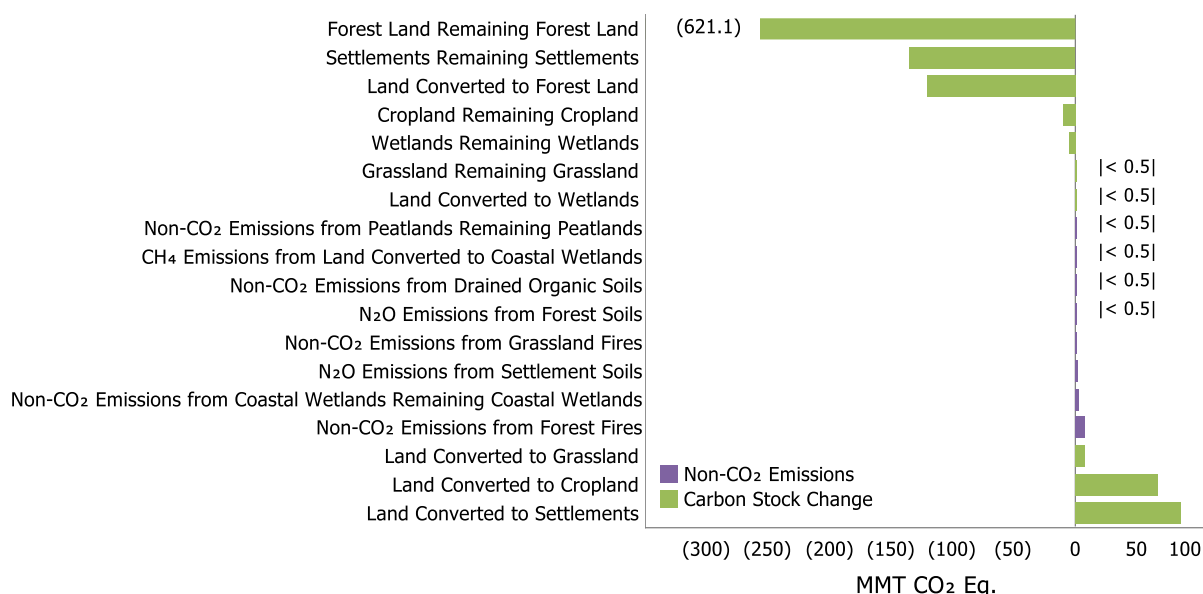 Forest Land Remaining Forest Land (621.1)
Settlements Remaining Settlements
Land Converted to Forest Land
Cropland Remaining Cropland
Wetlands Remaining Wetlands
Grassland Remaining Grassland |< 0.5|
Land Converted to Wetlands |< 0.5|
Non-CO₂ Emissions from Peatlands Remaining Peatlands |< 0.5|
CH₄ Emissions from Land Converted to Coastal Wetlands |< 0.5|
Non-CO₂ Emissions from Drained Organic Soils |< 0.5|
N₂O Emissions from Forest Soils |< 0.5|
Non-CO₂ Emissions from Grassland Fires
N₂O Emissions from Settlement Soils
Non-CO₂ Emissions from Coastal Wetlands Remaining Coastal Wetlands
Non-CO₂ Emissions from Forest Fires
Land Converted to Grassland
Land Converted to Cropland
Land Converted to Settlements
Non-CO₂ Emissions
Carbon Stock Change
(300) (250) (200) (150) (100) (50) 0 50 100
MMT CO₂ Eq.